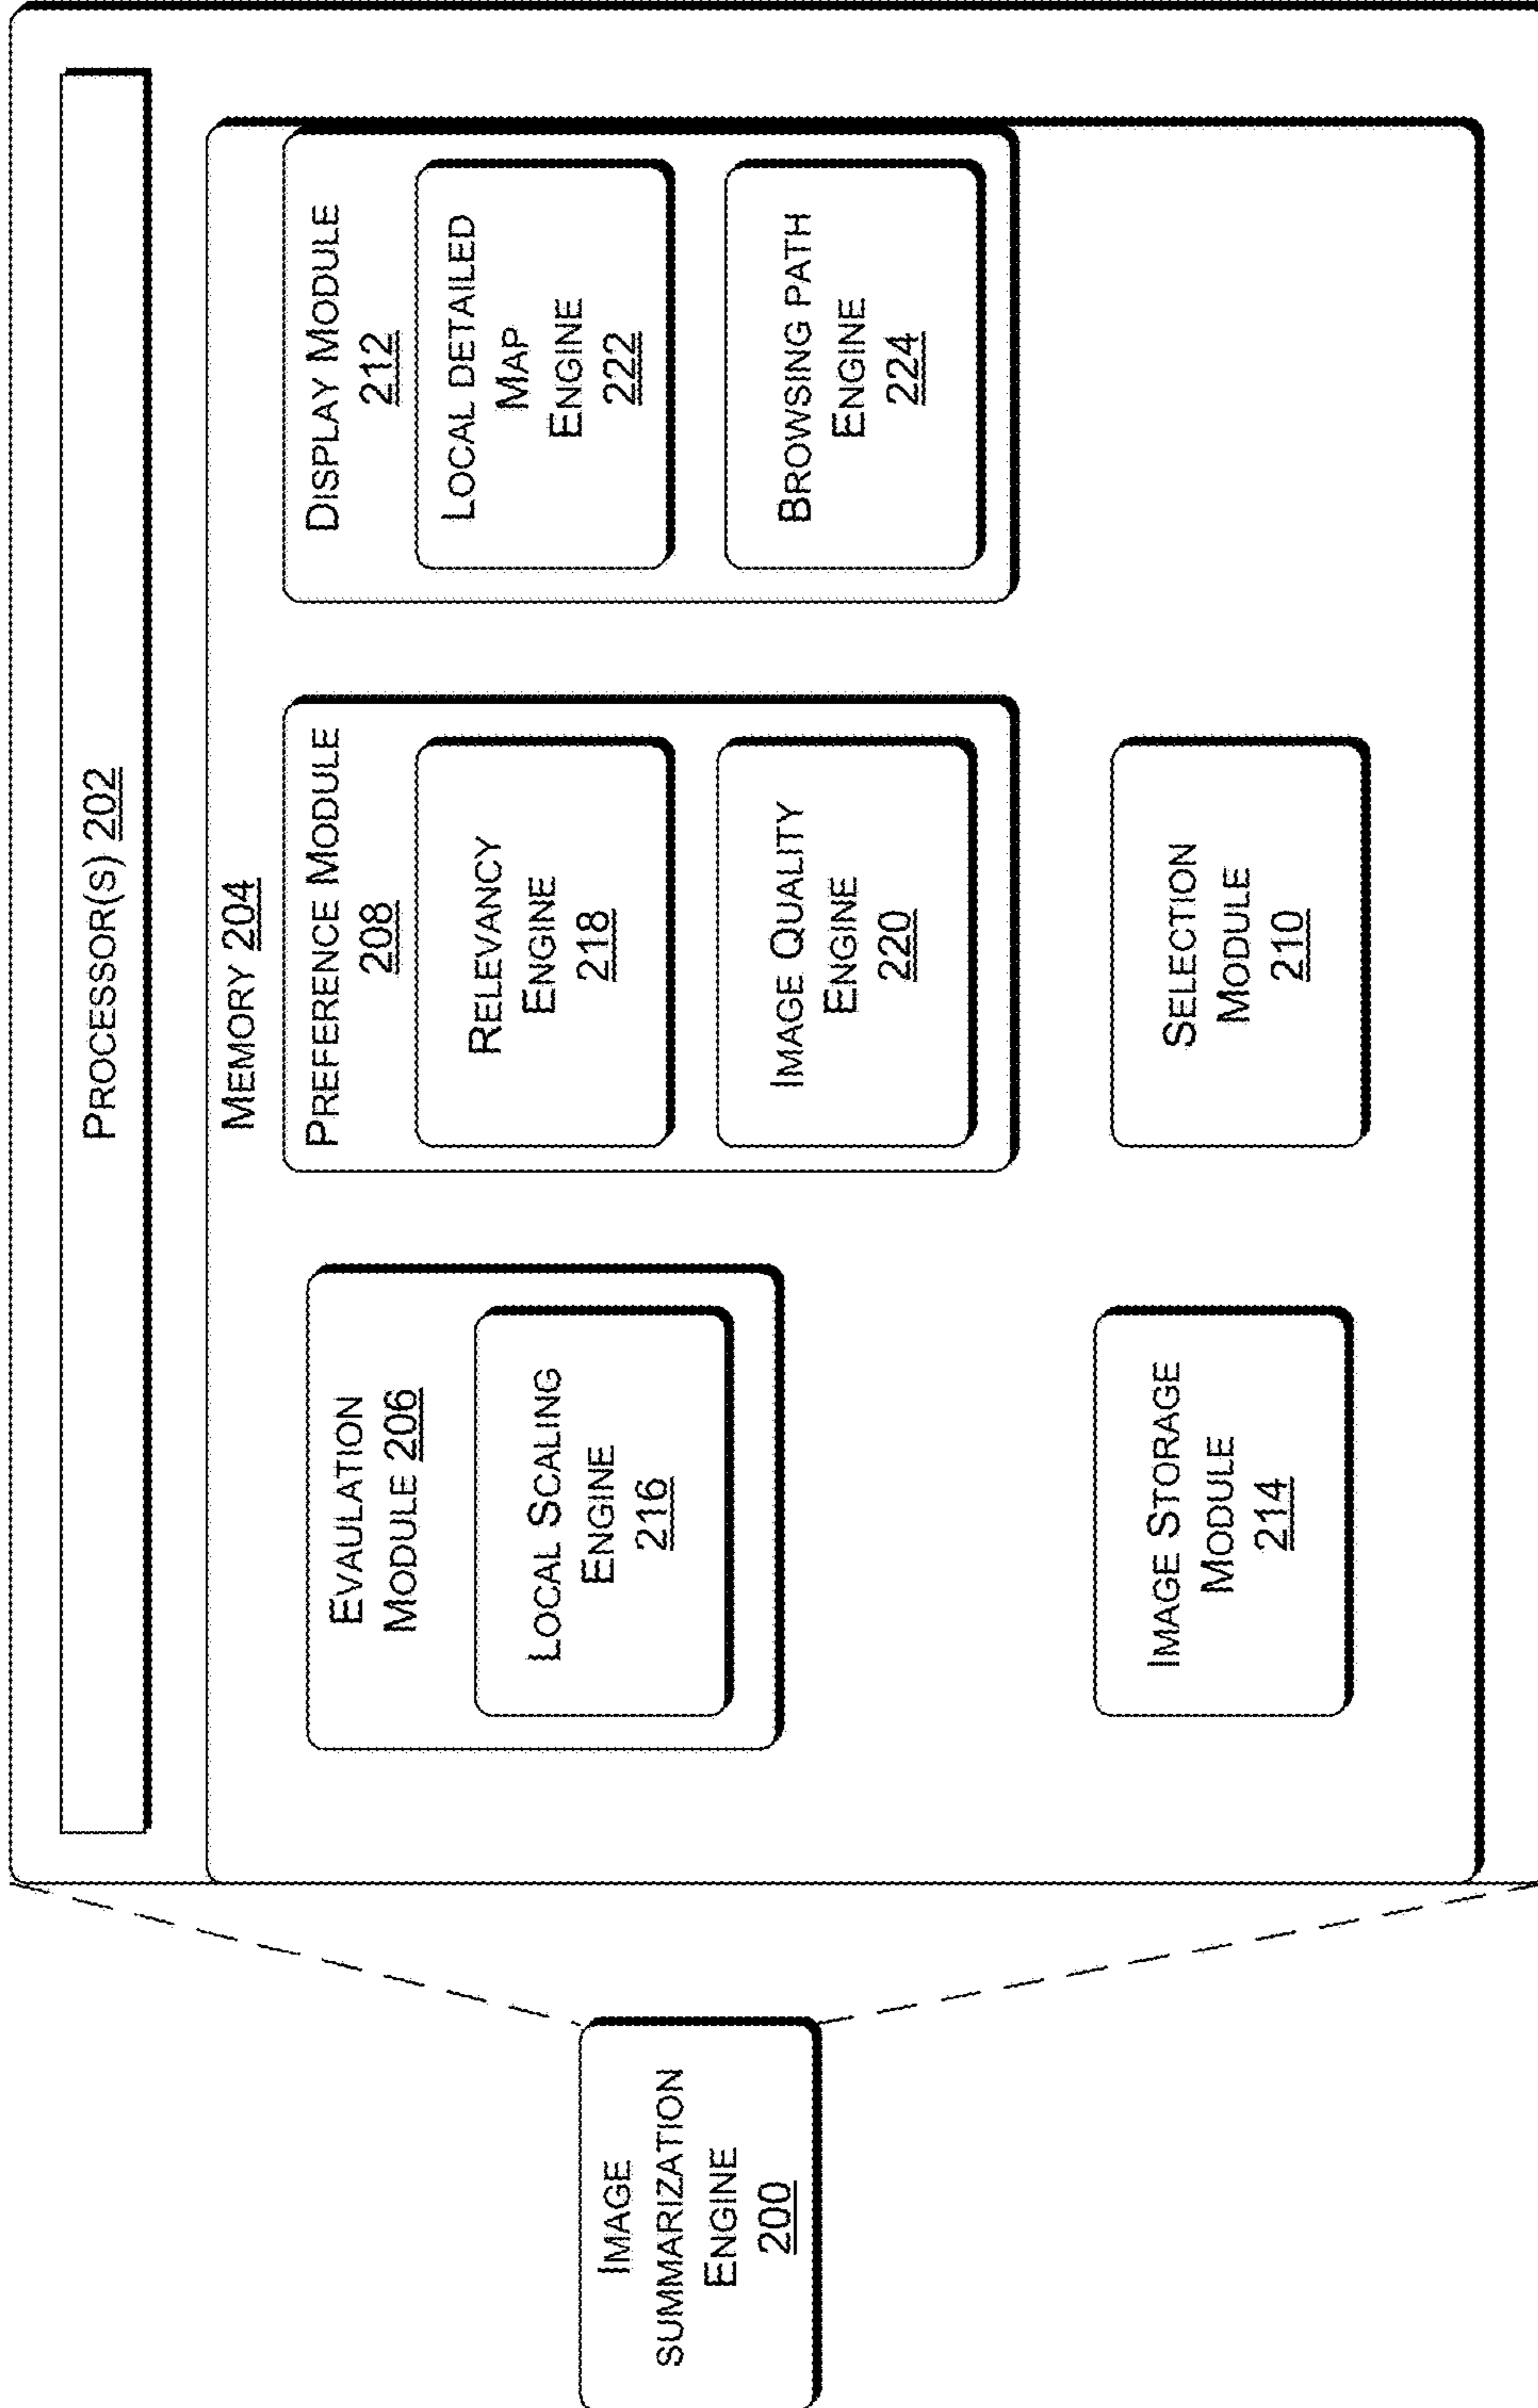 PROCESSOR(S) 202
MEMORY 204
EVAULATION
MODULE 206
LOCAL SCALING
ENGINE
216
PREFERENCE MODULE
208
RELEVANCY
ENGINE
218
IMAGE QUALITY
ENGINE
220
DISPLAY MODULE
212
LOCAL DETAILED
MAP
ENGINE
222
BROWSING PATH
ENGINE
224
IMAGE STORAGE
MODULE
214
SELECTION
MODULE
210
IMAGE
SUMMARIZATION
ENGINE
200